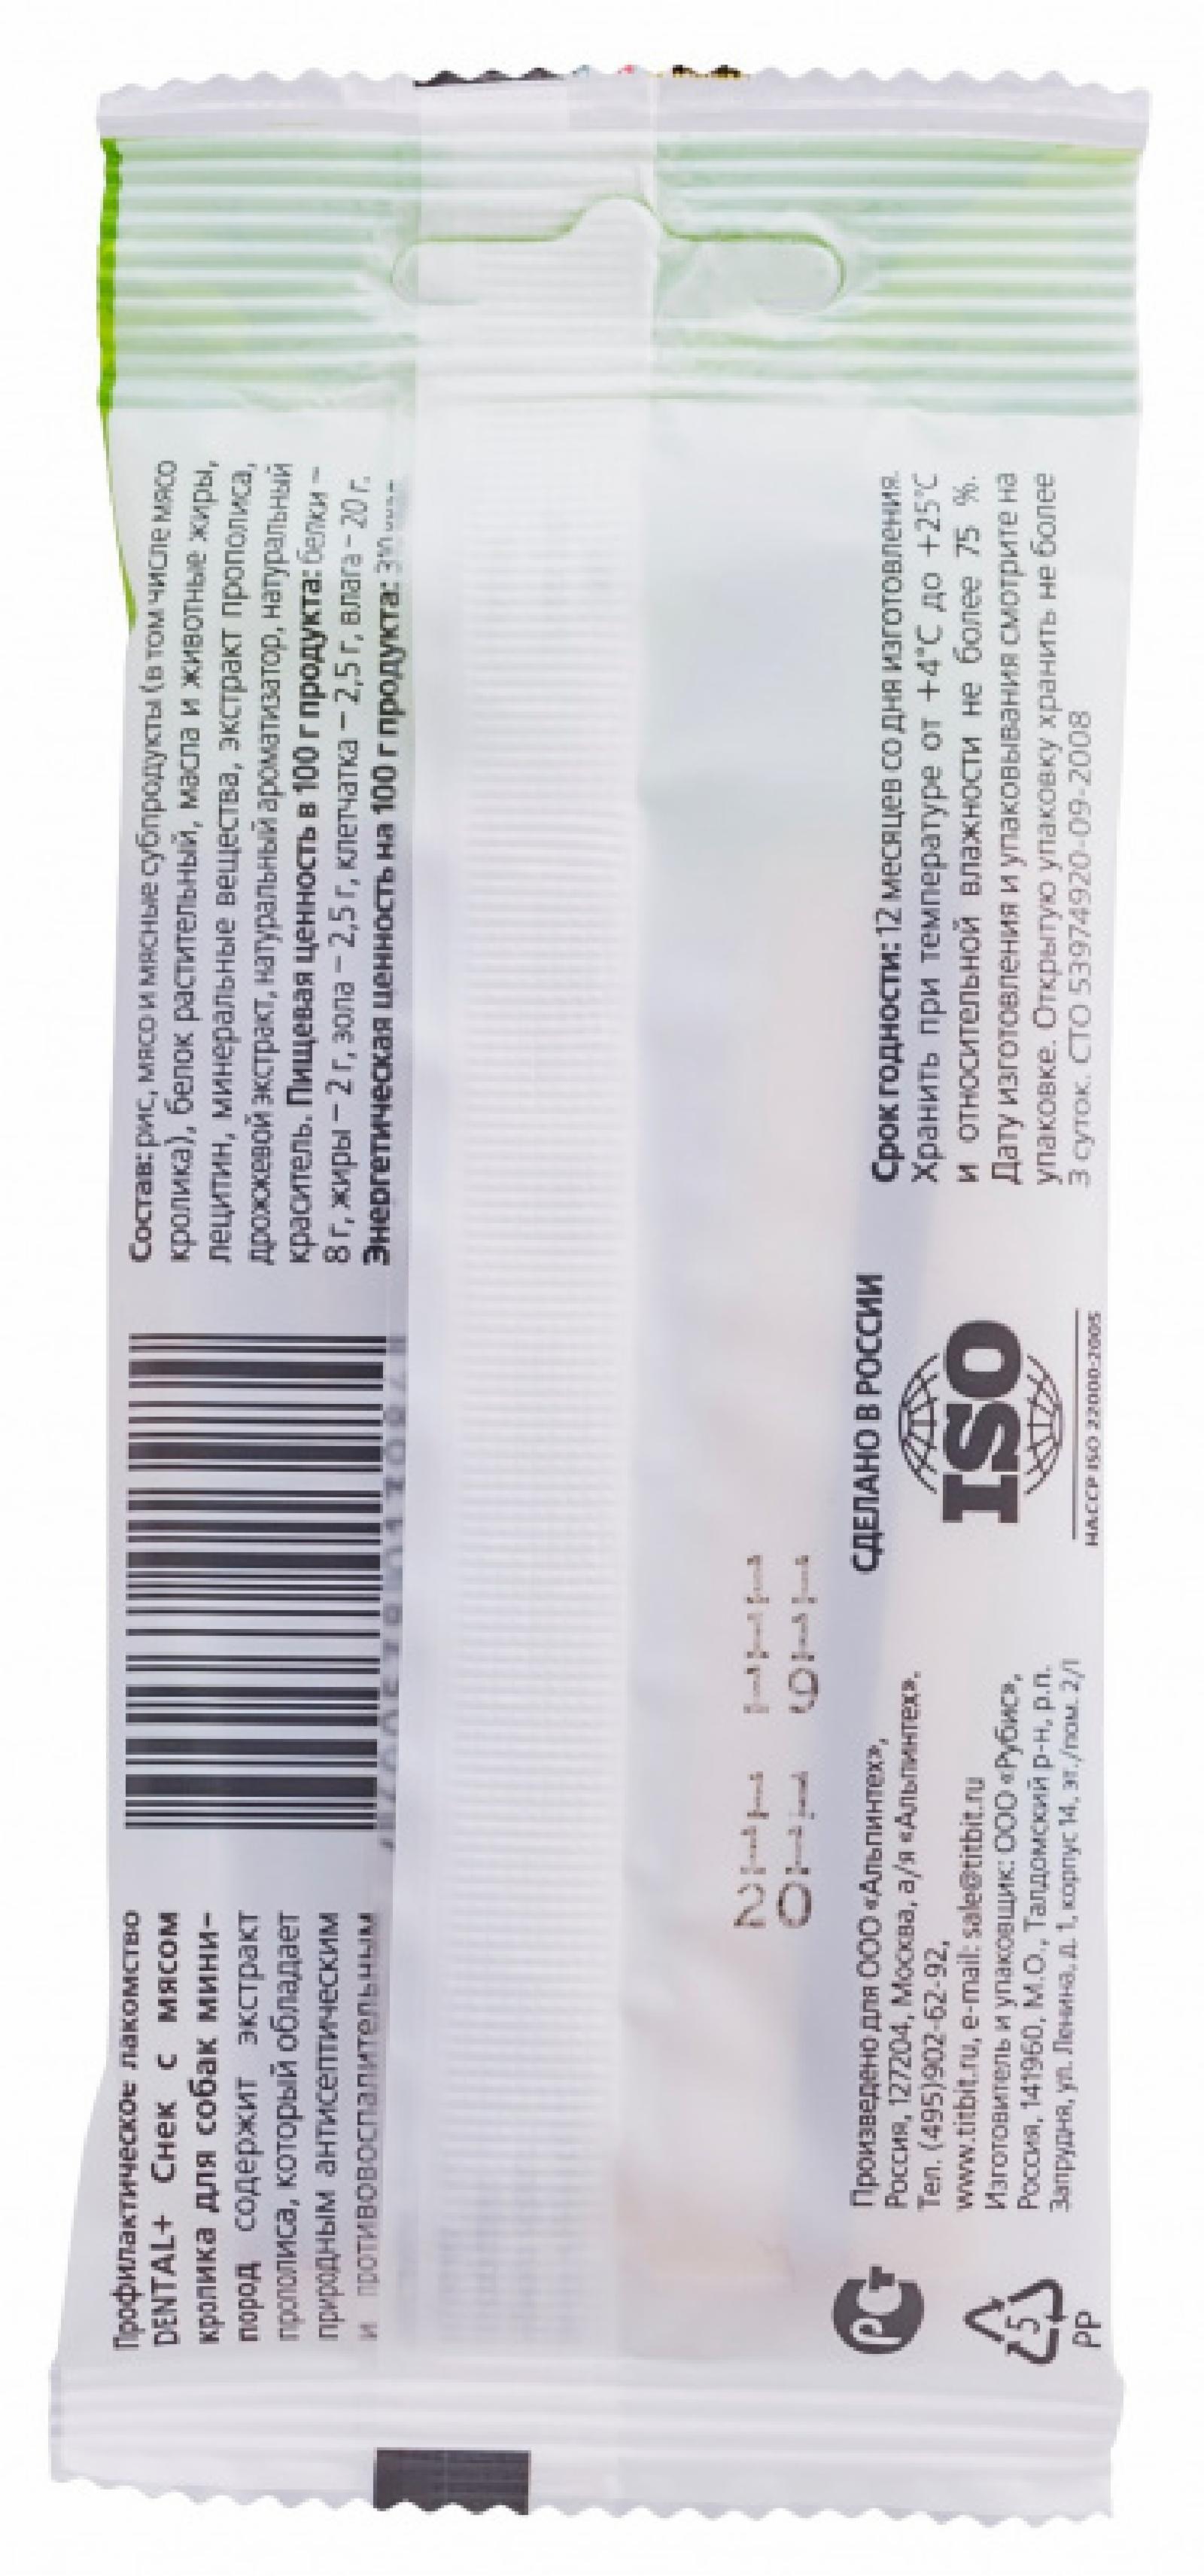 Профилактическое лакомство
DENTAL+ Снек с мясом
кролика для собак мини-
пород содержит экстракт
прополиса, который обладает
природным антисептическим
и противовоспалительным
Состав: рис, мясо и мясные субпродукты (в том числе мясо
кролика), белок растительный, масла и животные жиры,
лецитин, минеральные вещества, экстракт прополиса,
дрожжевой экстракт, натуральный ароматизатор, натуральный
краситель. Пищевая ценность в 100 г продукта: белки –
8 г, жиры – 2 г, зола – 2,5 г, клетчатка – 2,5 г, влага – 20 г.
Энергетическая ценность на 100 г продукта:
Произведено для ООО «Альпинтех»,
Россия, 127204, Москва, а/я «Альпинтех».
Тел. (495)902-62-92,
www.titbit.ru, e-mail: sale@titbit.ru
Изготовитель и упаковщик: ООО «Рубис»,
Россия, 141960, М.О., Талдомский р-н, р.п.
Запрудня, ул. Ленина, д. 1, корпус 14, эт./пом. 2/1
СДЕЛАНО В РОССИИ
ISO
HACCP ISO 22000:2005
Срок годности: 12 месяцев со дня изготовления.
Хранить при температуре от +4°С до +25°С
и относительной влажности не более 75 %.
Дату изготовления и упаковывания смотрите на
упаковке. Открытую упаковку хранить не более
3 суток. СТО 53974920-09-2008
РСТ
5
PP